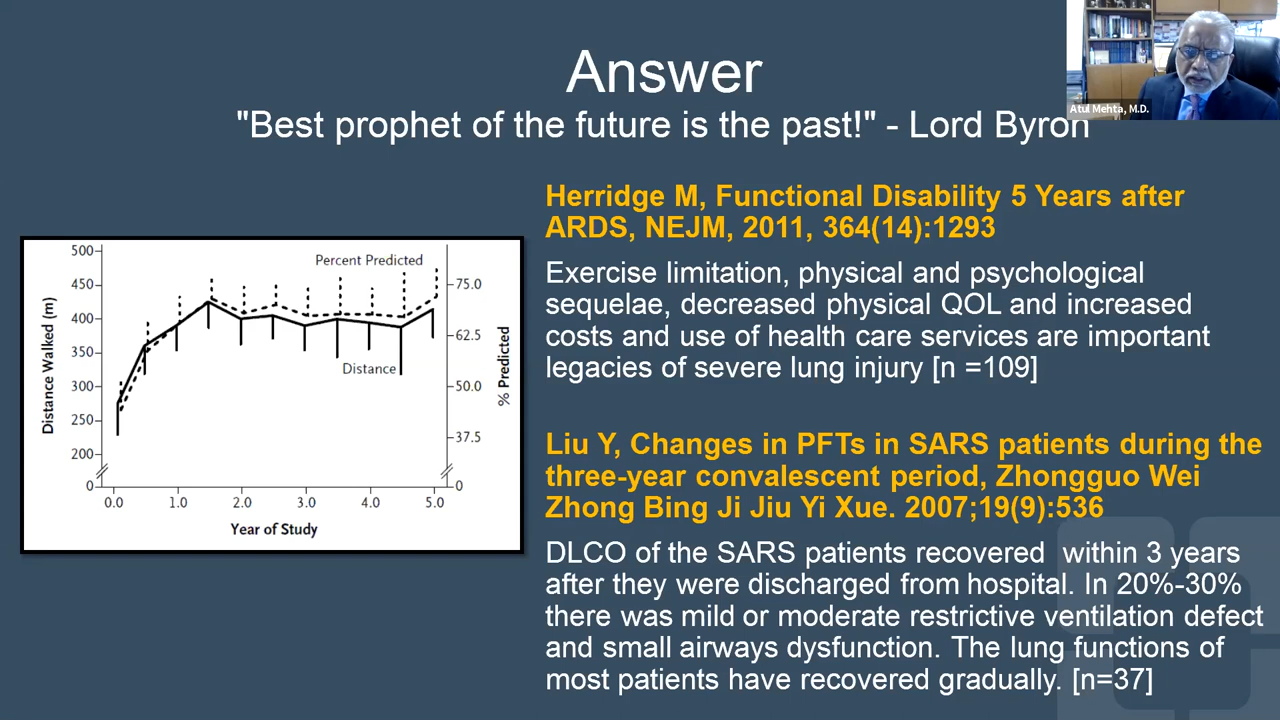 Answer
"Best prophet of the future is the past!" - Lord Byron
Atul Mehta, M.D.
500
450
400
350
300
250
200
0
Distance Walked (m)
Percent Predicted
Distance
75.0
62.5
50.0
37.5
0
% Predicted
0.0 1.0 2.0 3.0 4.0 5.0
Year of Study
Herridge M, Functional Disability 5 Years after
ARDS, NEJM, 2011, 364(14):1293
Exercise limitation, physical and psychological
sequelae, decreased physical QOL and increased
costs and use of health care services are important
legacies of severe lung injury [n =109]
Liu Y, Changes in PFTs in SARS patients during the
three-year convalescent period, Zhongguo Wei
Zhong Bing Ji Jiu Yi Xue. 2007;19(9):536
DLCO of the SARS patients recovered within 3 years
after they were discharged from hospital. In 20%-30%
there was mild or moderate restrictive ventilation defect
and small airways dysfunction. The lung functions of
most patients have recovered gradually. [n=37]